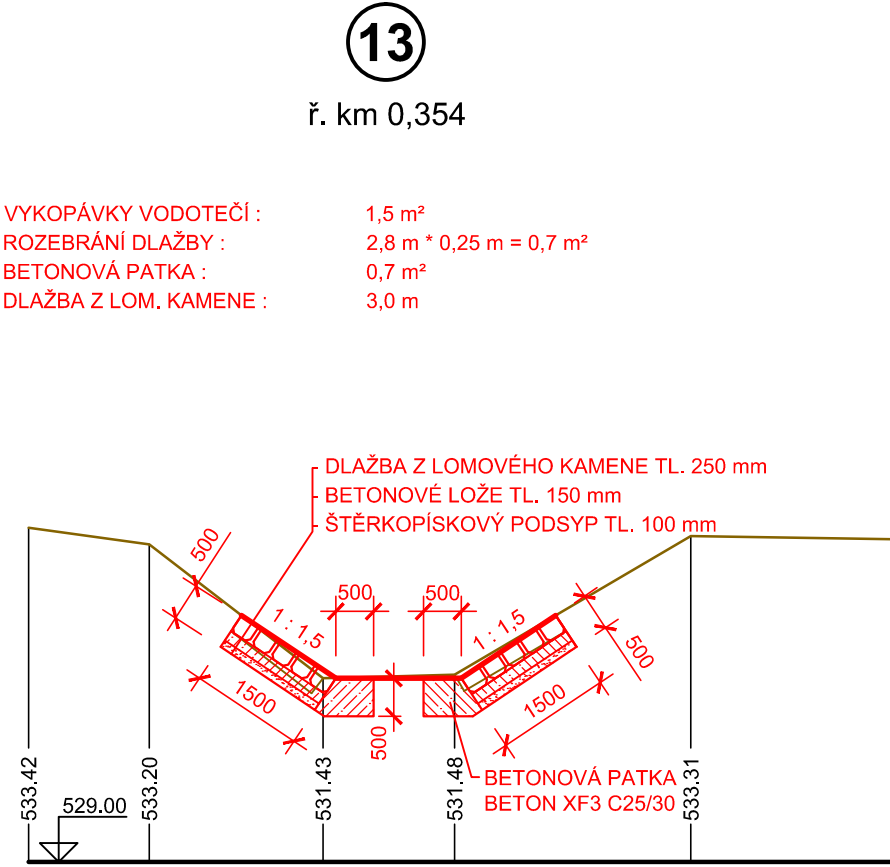 13
ř. km 0,354
VYKOPÁVKY VODOTEČÍ : 1,5 m²
ROZEBRÁNÍ DLAŽBY : 2,8 m * 0,25 m = 0,7 m²
BETONOVÁ PATKA : 0,7 m²
DLAŽBA Z LOM. KAMENE : 3,0 m
DLAŽBA Z LOMOVÉHO KAMENE TL. 250 mm
BETONOVÉ LOŽE TL. 150 mm
ŠTĚRKOPÍSKOVÝ PODSYP TL. 100 mm
500
500
500
1 : 1,5
1 : 1,5
500
1500
1500
500
BETONOVÁ PATKA
BETON XF3 C25/30
533.42
533.20
531.43
531.48
533.31
529.00